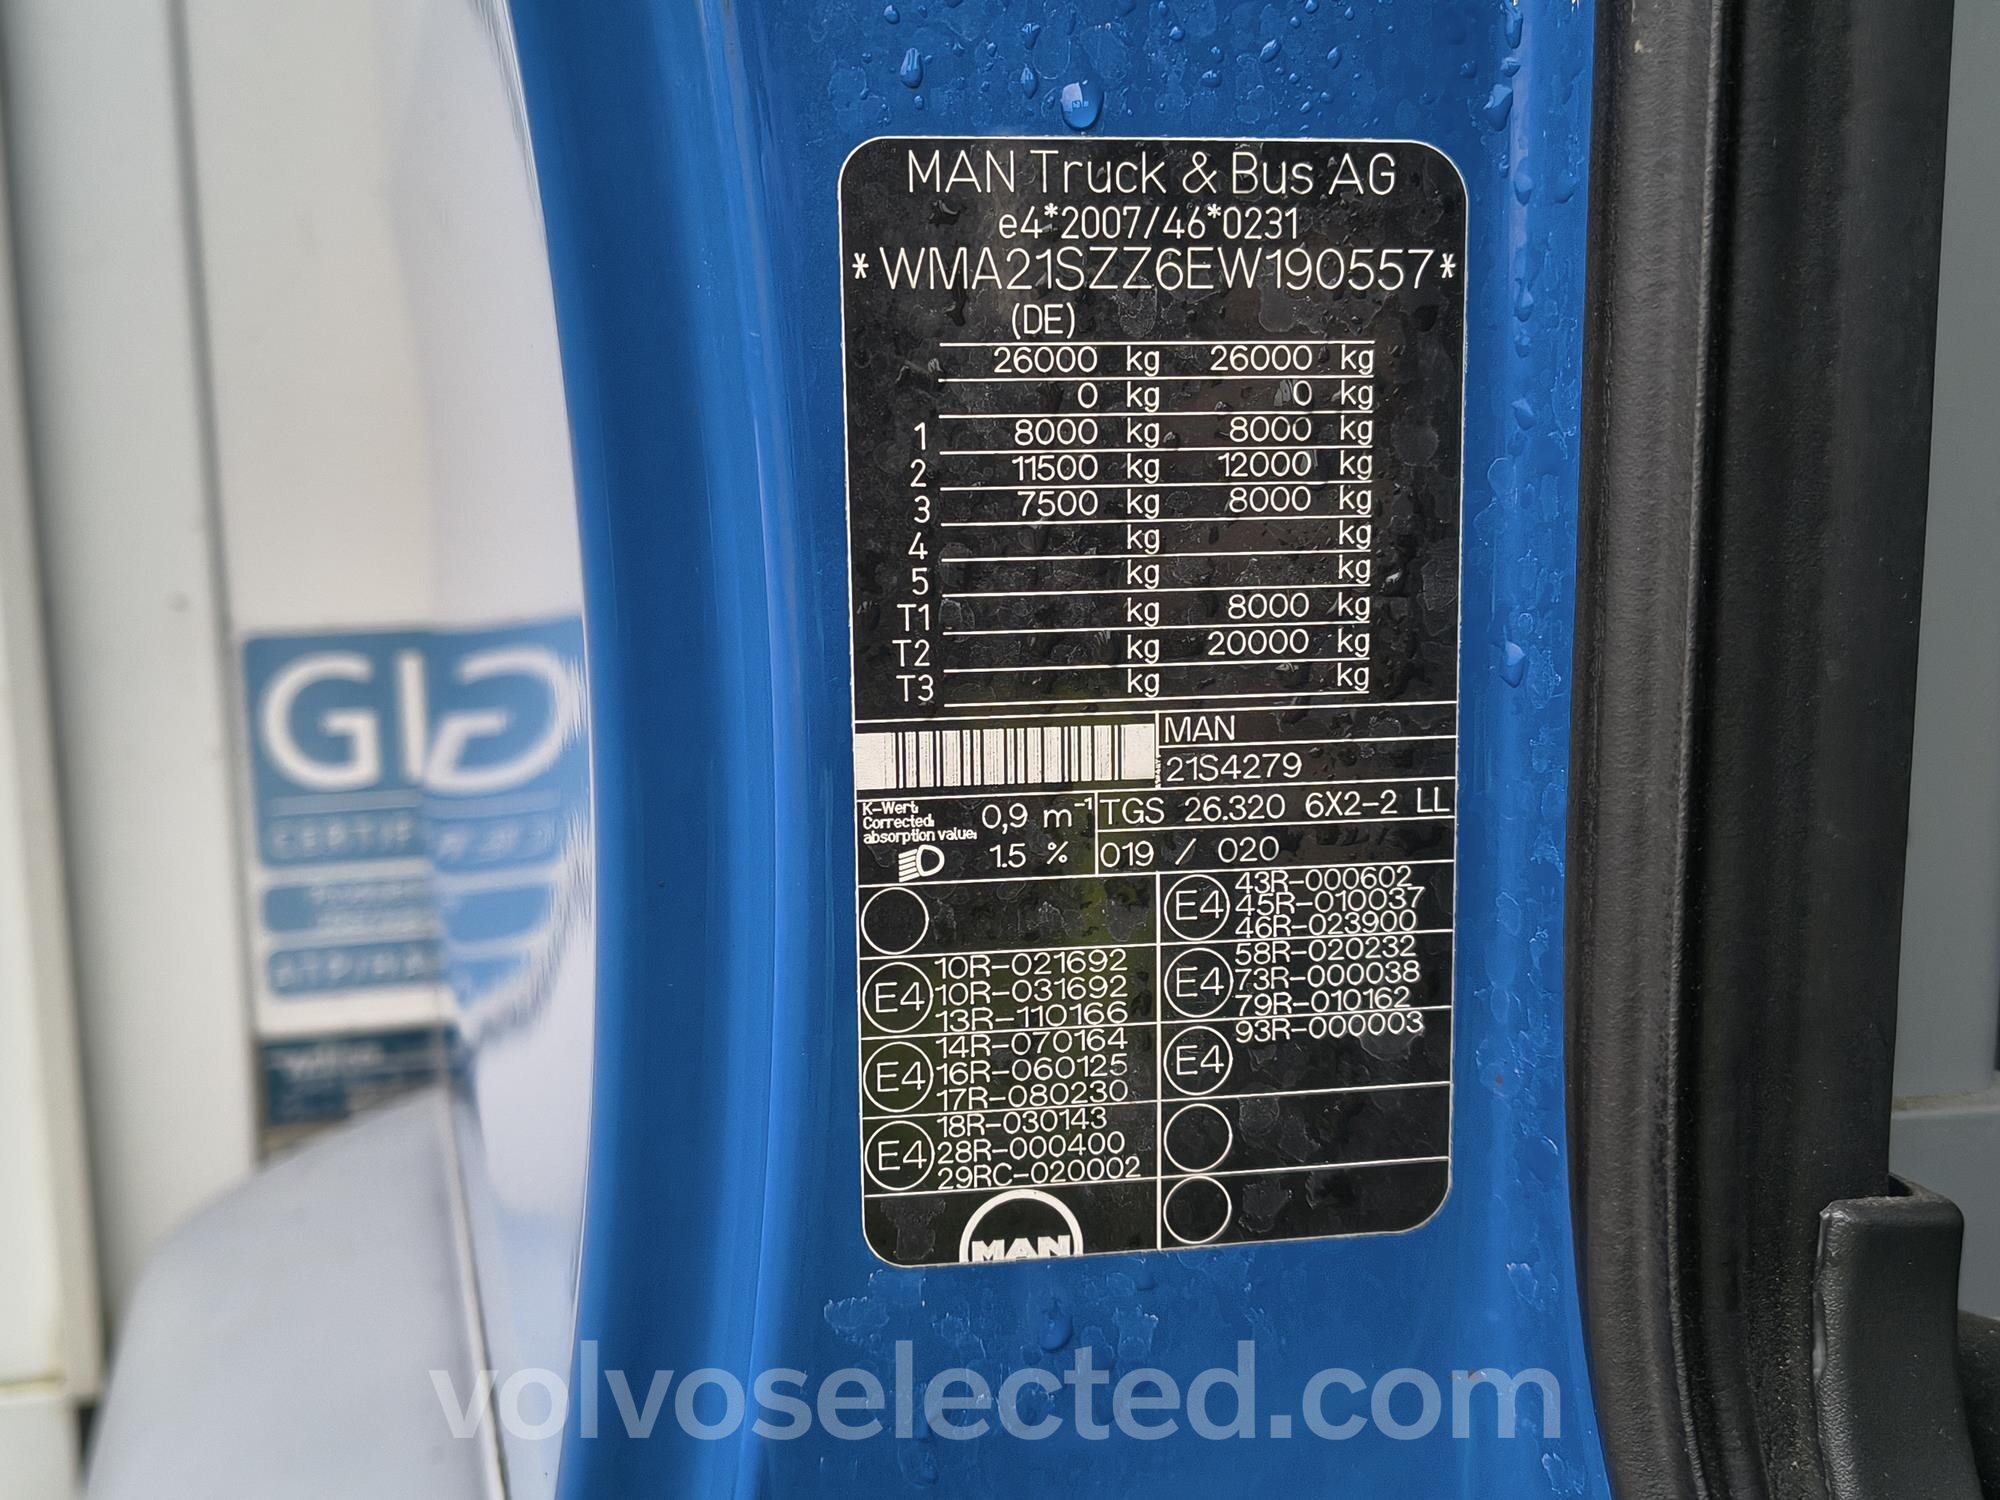 MAN Truck & Bus AG
e4*2007/46*0231
*WMA21SZZ6EW190557*
(DE)
26000 kg 26000 kg
0 kg 0 kg
1 8000 kg 8000 kg
2 11500 kg 12000 kg
3 7500 kg 8000 kg
4 kg kg
5 kg kg
T1 kg 8000 kg
T2 kg 20000 kg
T3 kg kg
MAN
21S4279
K-Wert:
Corrected
absorption value:
0,9 m⁻¹
TGS 26.320 6X2-2 LL
1.5 %
019 / 020
E4
10R-021692
10R-031692
13R-110166
E4
14R-070164
16R-060125
17R-080230
E4
18R-030143
28R-000400
29RC-020002
E4
43R-000602
45R-010037
46R-023900
E4
58R-020232
73R-000038
79R-010162
E4
93R-000003
MAN
GIG
volvoselected.com